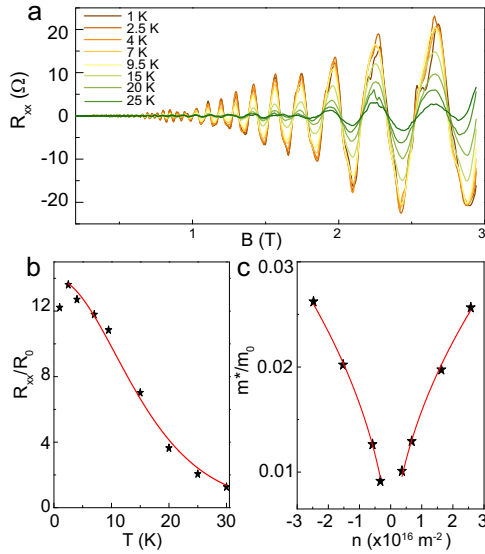 a
1 K
2.5 K
4 K
7 K
9.5 K
15 K
20 K
25 K
20
10
0
-10
-20
R_xx (Ω)
1
2
3
B (T)
b
12
8
4
0
R_xx/R_0
0
10
20
30
T (K)
c
0.03
0.02
0.01
m*/m_0
-3
-2
-1
0
1
2
3
n (x10^16 m^-2)